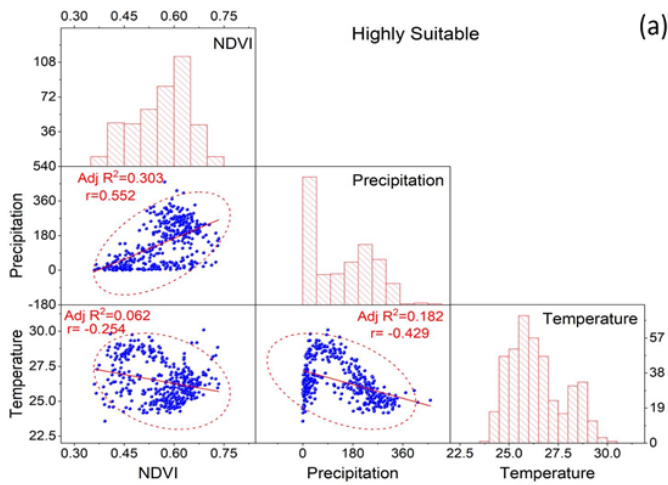 0.30 0.45 0.60 0.75
(a)
NDVI
Highly Suitable
108
72
36
540
Adj R²=0.303
r=0.552
Precipitation
Precipitation
360
180
0
-180
Adj R²=0.062
r= -0.254
Adj R²=0.182
r= -0.429
Temperature
Temperature
30.0
27.5
25.0
22.5
57
38
19
0
0.30 0.45 0.60 0.75
0 180 360
22.5 25.0 27.5 30.0
NDVI
Precipitation
Temperature